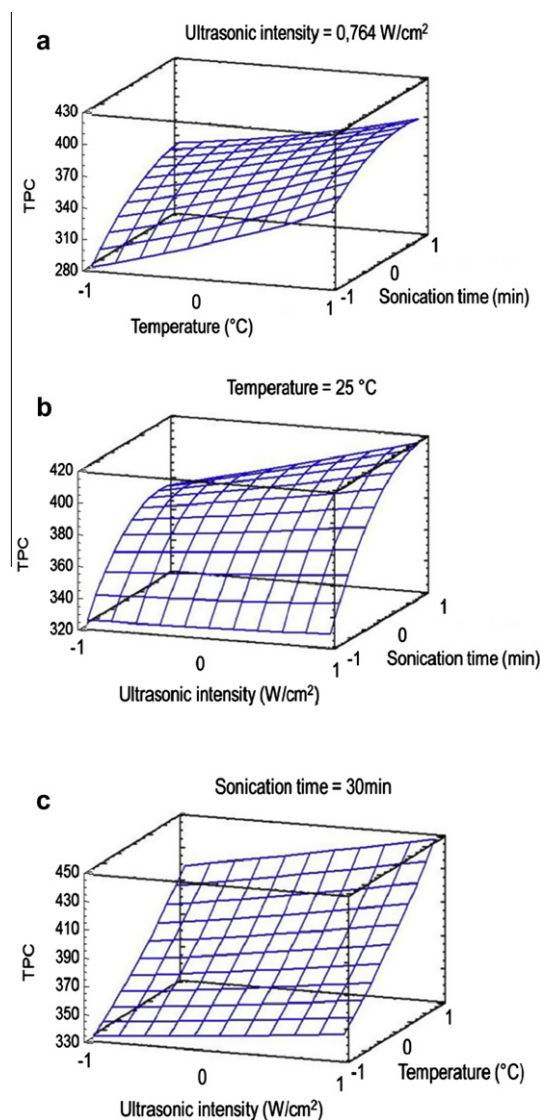 a
Ultrasonic intensity = 0,764 W/cm²
430
400
370
340
310
280
TPC
-1
0
1
Temperature (°C)
-1
0
1
Sonication time (min)
b
Temperature = 25 °C
420
400
380
360
340
320
TPC
-1
0
1
Ultrasonic intensity (W/cm²)
-1
0
1
Sonication time (min)
c
Sonication time = 30min
450
430
410
390
370
350
330
TPC
-1
0
1
Ultrasonic intensity (W/cm²)
-1
0
1
Temperature (°C)